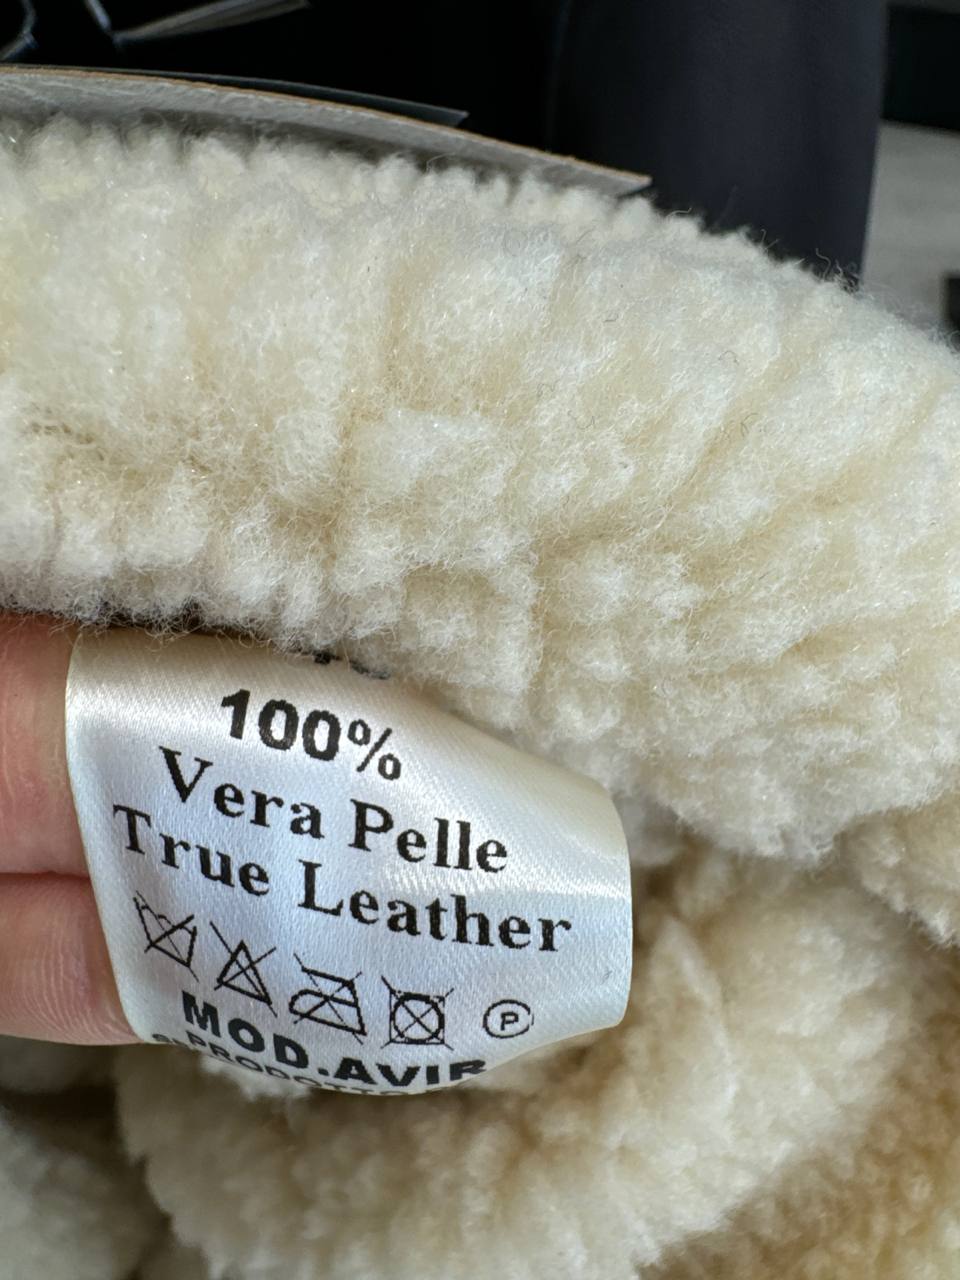 100%
Vera Pelle
True Leather
P
MOD.AVIR